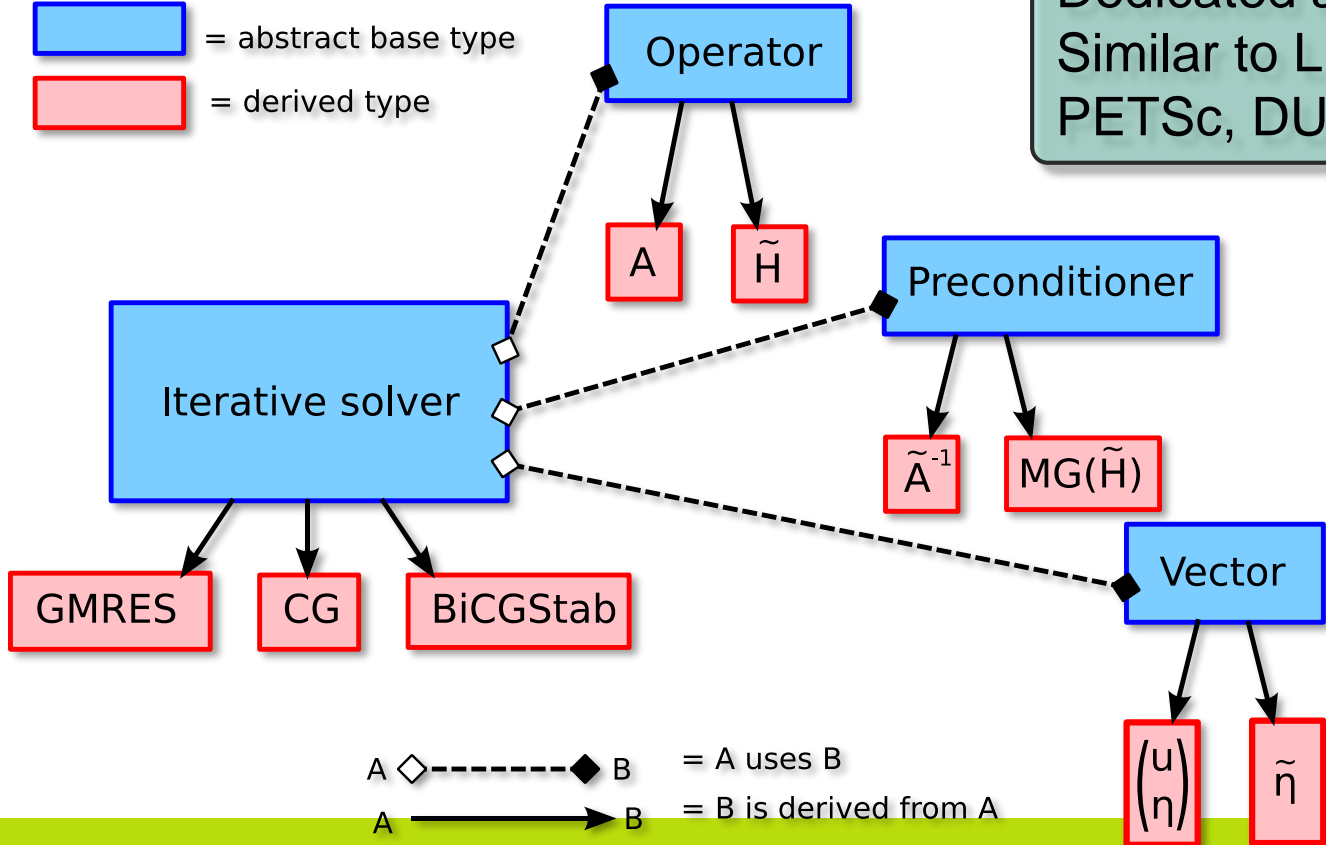 = abstract base type
= derived type
Operator
Similar to
PETSc,
A
H̃
Preconditioner
Iterative solver
Ã⁻¹
MG(H̃)
GMRES
CG
BiCGStab
Vector
A B = A uses B
A B = B is derived from A
(u
η)
η̃